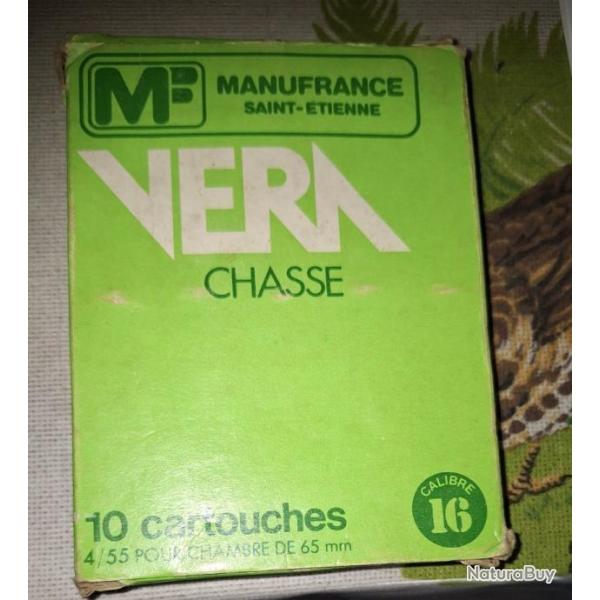 MF MANUFRANCE
SAINT-ETIENNE
VERA
CHASSE
10 cartouches
4/55 POUR CHAMBRE DE 65 mm
CALIBRE
16
NaturaBuy